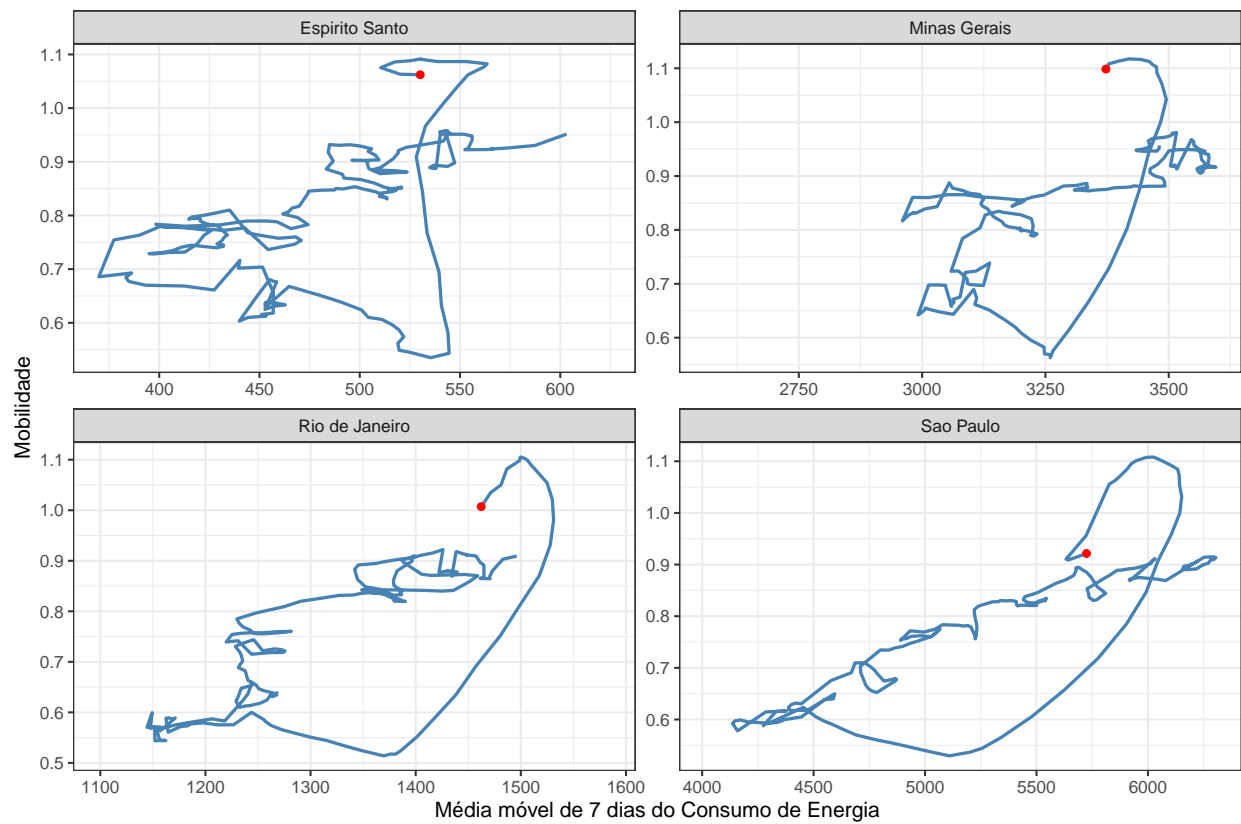 Espirito Santo
Minas Gerais
1.1
1.0
0.9
0.8
0.7
0.6
400 450 500 550 600
1.1
1.0
0.9
0.8
0.7
0.6
2750 3000 3250 3500
Mobilidade
Rio de Janeiro
Sao Paulo
1.1
1.0
0.9
0.8
0.7
0.6
0.5
1100 1200 1300 1400 1500 1600
1.1
1.0
0.9
0.8
0.7
0.6
4000 4500 5000 5500 6000
Média móvel de 7 dias do Consumo de Energia